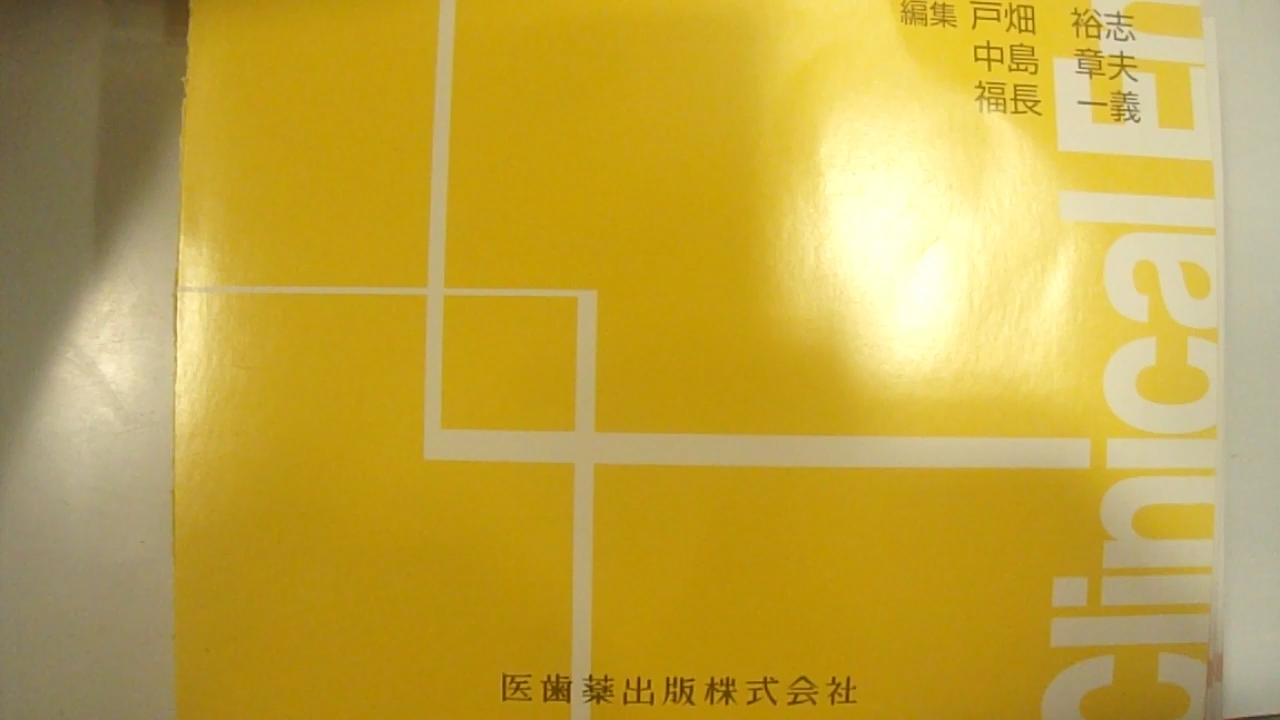 編集 戸畑 裕志
中島 章夫
福長 一義
Clinical En
医歯薬出版株式会社